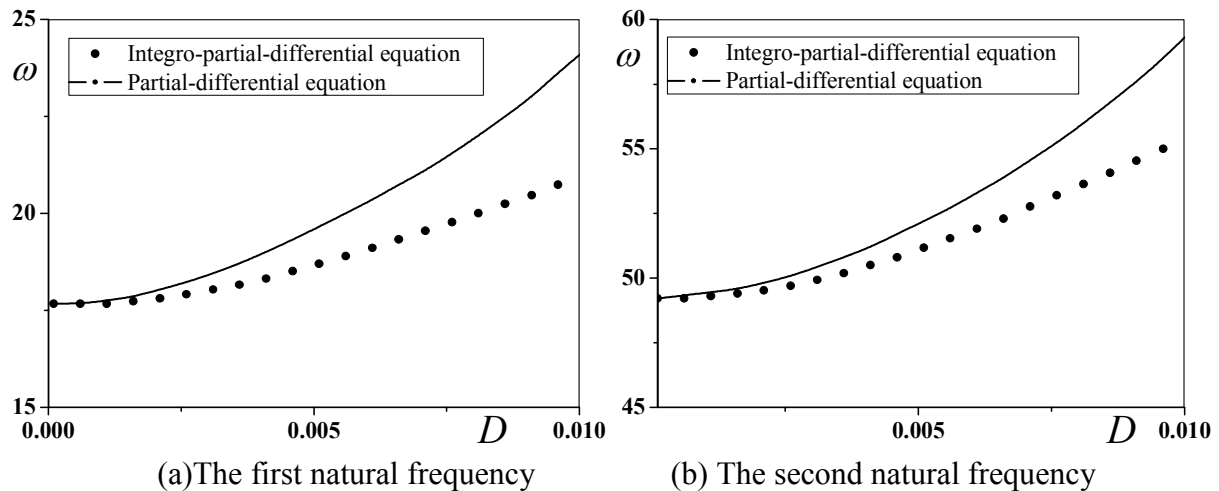 25
ω
Integro-partial-differential equation
Partial-differential equation
20
15
0.000
0.005
D
0.010
(a)The first natural frequency
60
ω
Integro-partial-differential equation
Partial-differential equation
55
50
45
0.005
D
0.010
(b) The second natural frequency